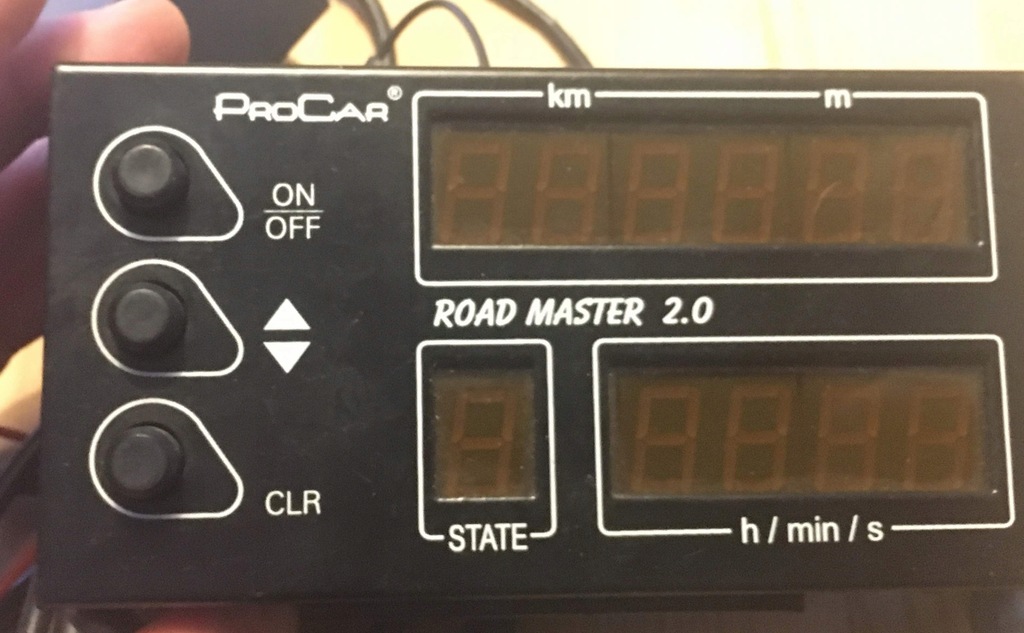 PROCAR®
km m
ON
OFF
ROAD MASTER 2.0
CLR
STATE
h / min / s